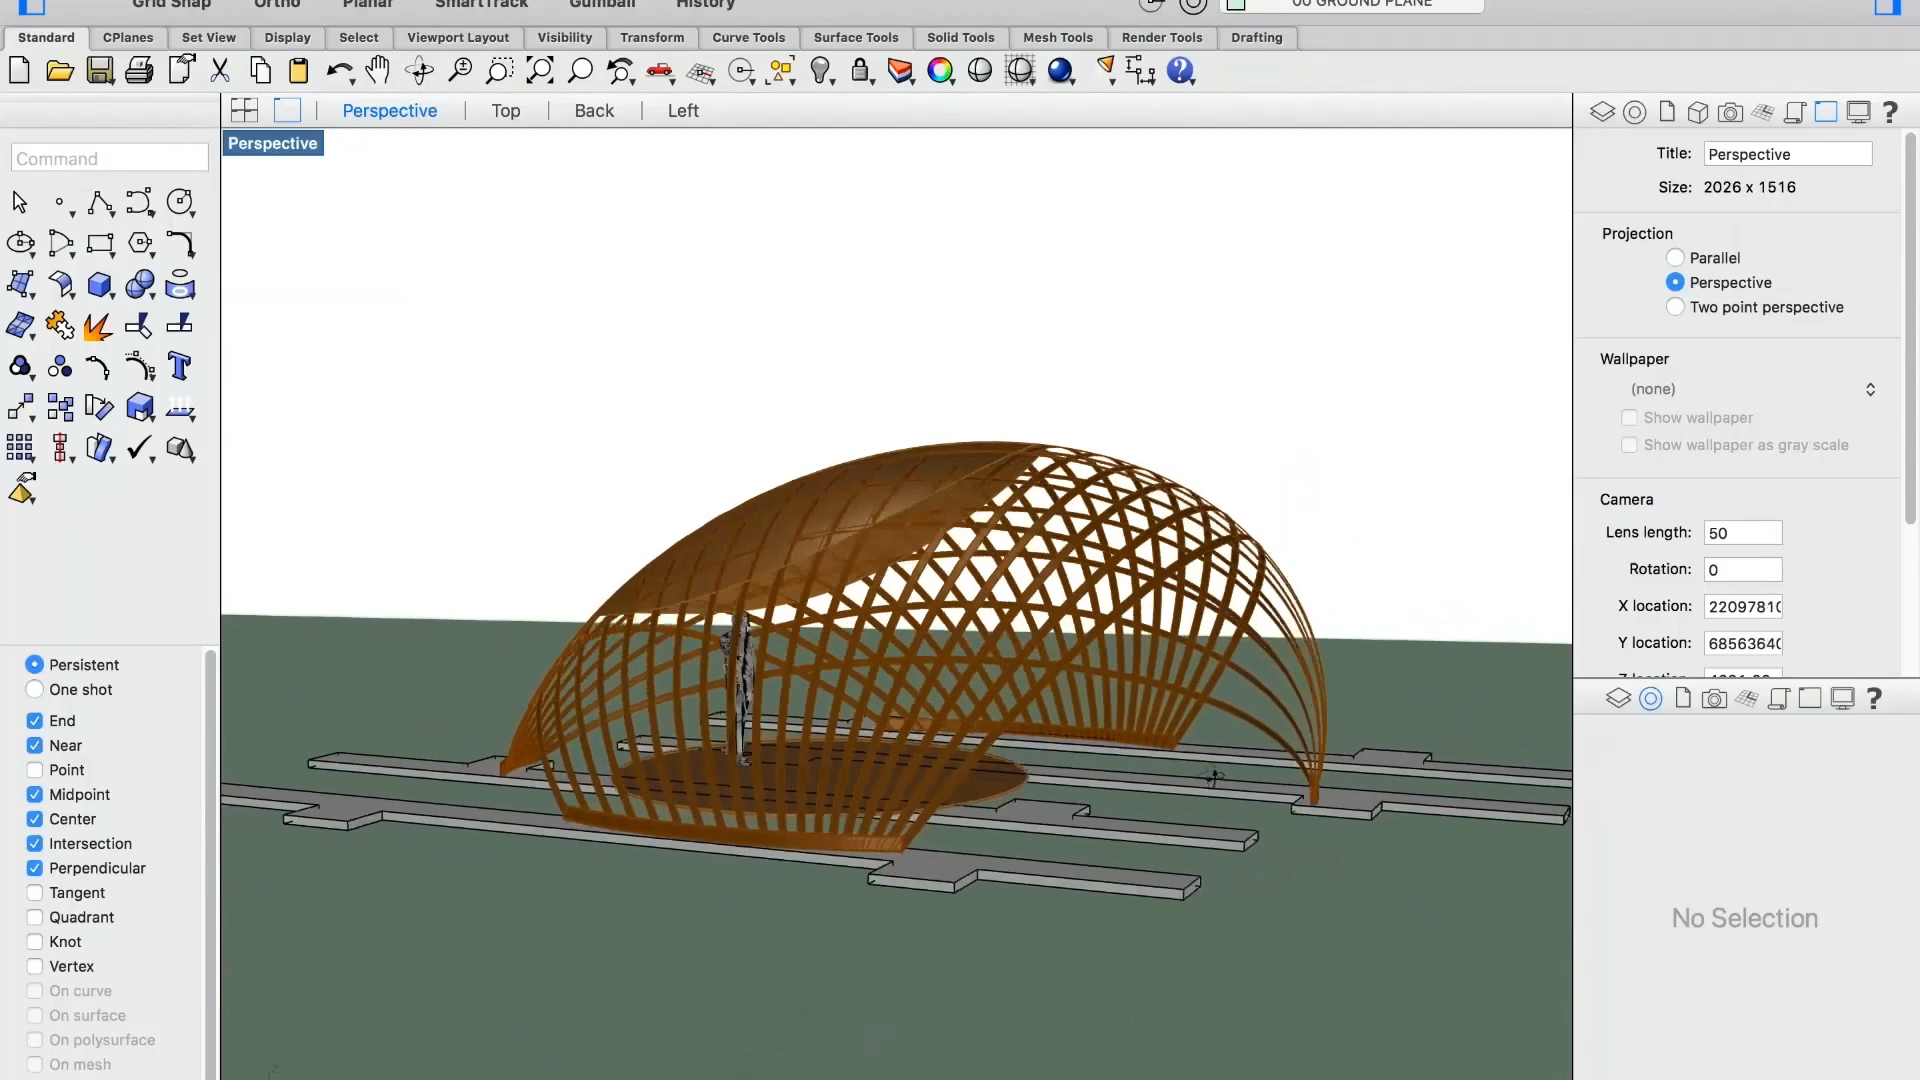 Grid Snap Ortho Planar SmartTrack Gumball History 00 GROUND PLANE
Standard CPlanes Set View Display Select Viewport Layout Visibility Transform Curve Tools Surface Tools Solid Tools Mesh Tools Render Tools Drafting
Perspective Top Back Left
Perspective
Command
Persistent
One shot
End
Near
Point
Midpoint
Center
Intersection
Perpendicular
Tangent
Quadrant
Knot
Vertex
On curve
On surface
On polysurface
On mesh
Title: Perspective
Size: 2026 x 1516
Projection
Parallel
Perspective
Two point perspective
Wallpaper
(none)
Show wallpaper
Show wallpaper as gray scale
Camera
Lens length: 50
Rotation: 0
X location: 2209781(
Y location: 6856364(
No Selection